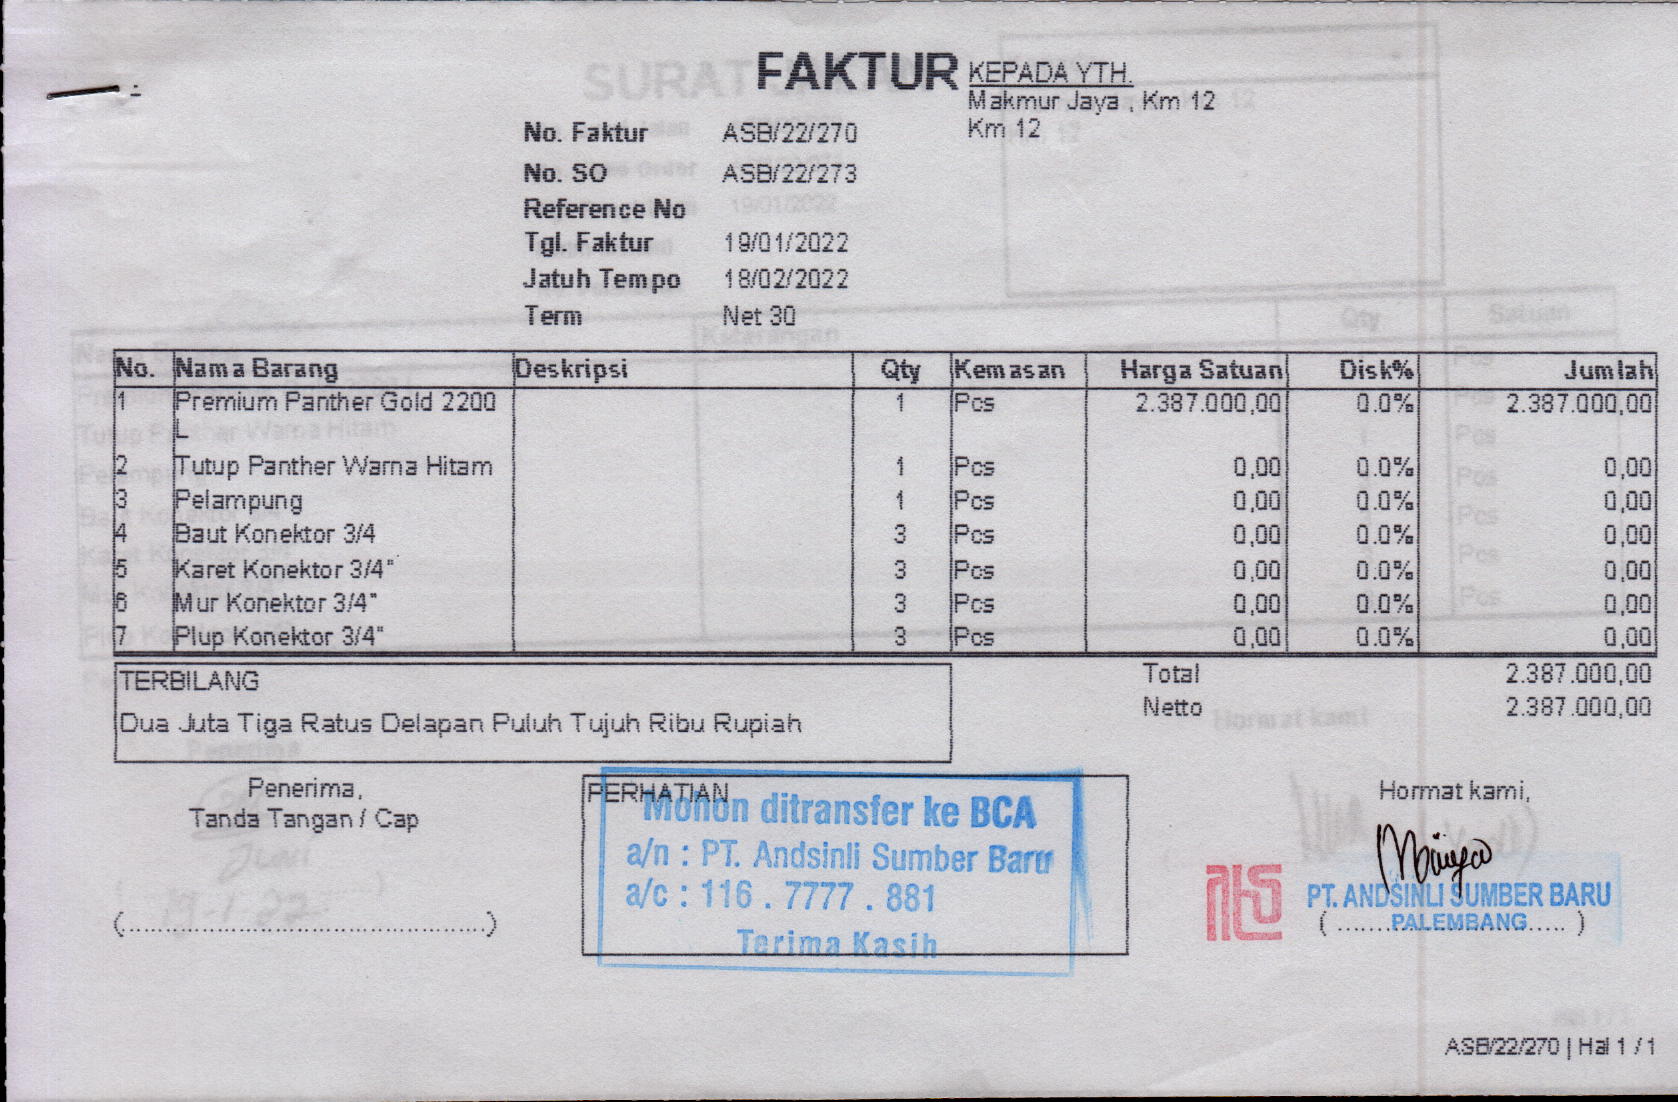 FAKTUR
KEPADA YTH.
Makmur Jaya , Km 12
Km 12
No. Faktur ASB/22/270
No. SO ASB/22/273
Reference No
Tgl. Faktur 19/01/2022
Jatuh Tempo 18/02/2022
Term Net 30
No. Nama Barang Deskripsi Qty Kemasan Harga Satuan Disk% Jumlah
1 Premium Panther Gold 2200 1 Pcs 2.387.000,00 0.0% 2.387.000,00
L
2 Tutup Panther Warna Hitam 1 Pcs 0,00 0.0% 0,00
3 Pelampung 1 Pcs 0,00 0.0% 0,00
4 Baut Konektor 3/4 3 Pcs 0,00 0.0% 0,00
5 Karet Konektor 3/4" 3 Pcs 0,00 0.0% 0,00
6 Mur Konektor 3/4" 3 Pcs 0,00 0.0% 0,00
7 Plup Konektor 3/4" 3 Pcs 0,00 0.0% 0,00
Total 2.387.000,00
Netto 2.387.000,00
TERBILANG
Dua Juta Tiga Ratus Delapan Puluh Tujuh Ribu Rupiah
Penerima,
Tanda Tangan / Cap
(..............................................)
PERHATIAN
Mohon ditransfer ke BCA
a/n : PT. Andsinli Sumber Baru
a/c : 116 . 7777 . 881
Terima Kasih
Hormat kami,
PT. ANDSINLI SUMBER BARU
( .......PALEMBANG..... )
ASB/22/270 | Hal 1 / 1